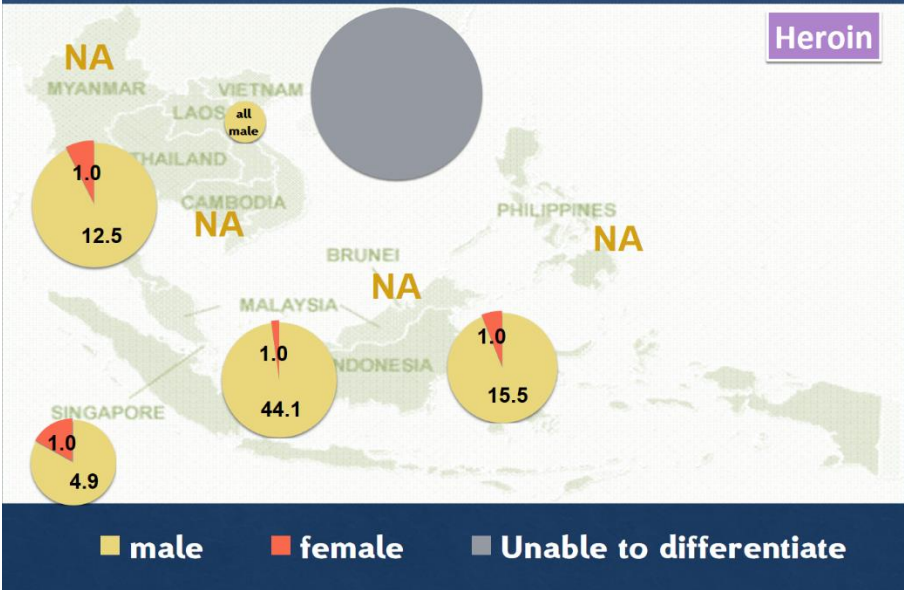 Heroin
NA
MYANMAR
VIETNAM
LAOS
all
male
THAILAND
1.0
12.5
CAMBODIA
NA
PHILIPPINES
NA
BRUNEI
NA
MALAYSIA
1.0
44.1
INDONESIA
1.0
15.5
SINGAPORE
1.0
4.9
male
female
Unable to differentiate